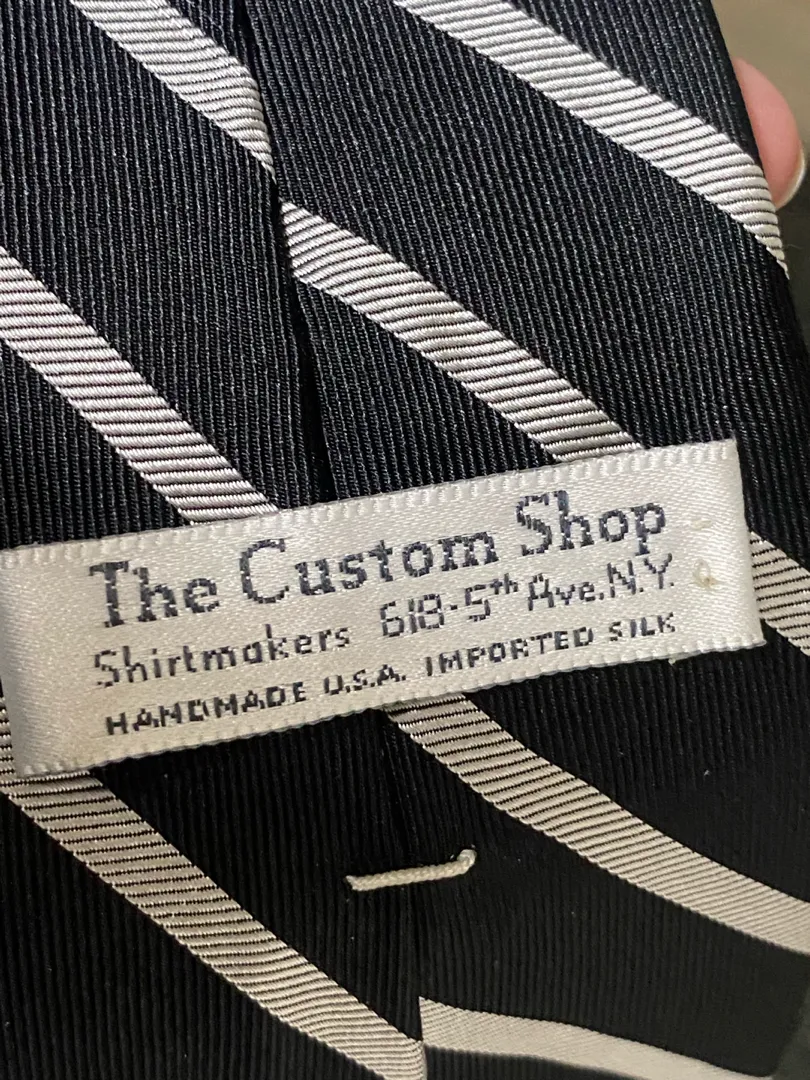 The Custom Shop
Shirtmakers 618-5th Ave.N.Y.
HANDMADE U.S.A. IMPORTED SILK